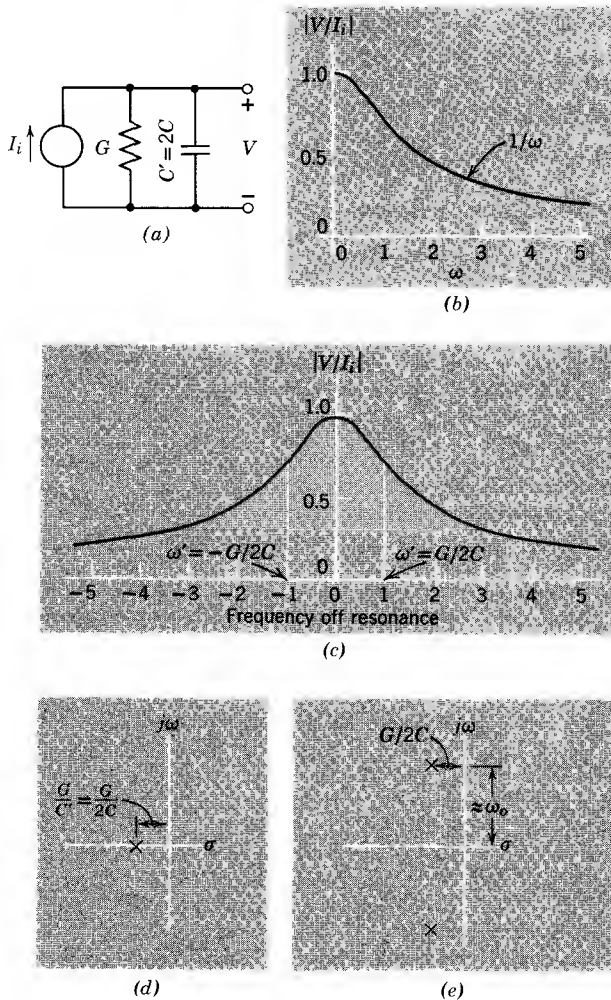 I_i
G
C' = 2C
+
V
−
(a)
|V/I_i|
1.0
0.5
0
1/ω
0 1 2 3 4 5
ω
(b)
|V/I_i|
1.0
0.5
0
ω' = −G/2C
ω' = G/2C
−5 −4 −3 −2 −1 0 1 2 3 4 5
Frequency off resonance
(c)
jω
G/C' = G/2C
σ
(d)
jω
G/2C
≈ω_o
σ
(e)